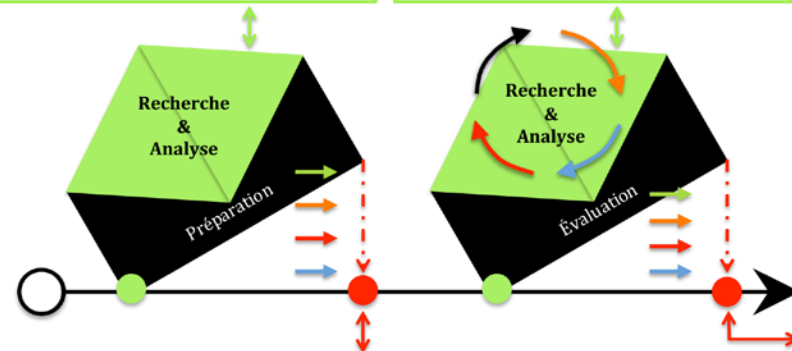 Recherche
&
Analyse
Préparation
Recherche
&
Analyse
Évaluation